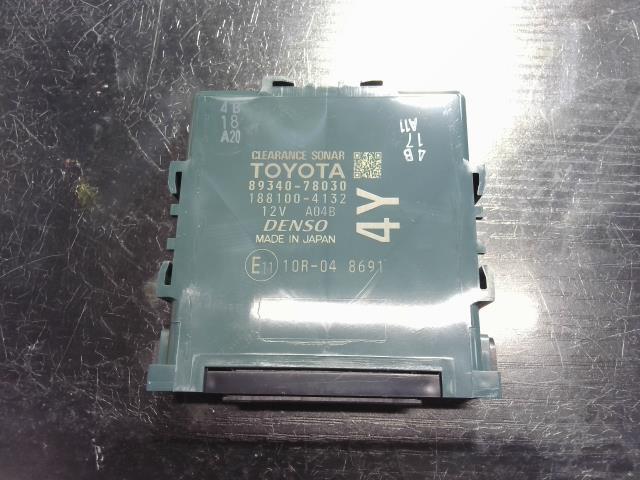 4B
18
A20
4B
17
A11
CLEARANCE SONAR
TOYOTA
89340-78030
188100-4132
12V A04B
DENSO
MADE IN JAPAN
4Y
E11 10R-04 8691